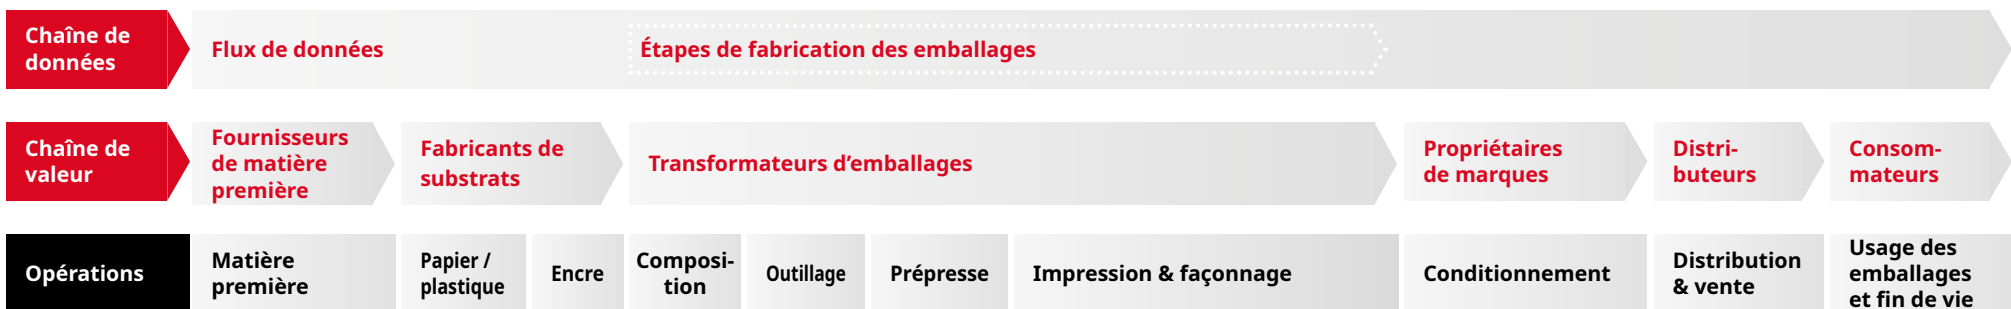 Chaîne de
données
Flux de données
Étapes de fabrication des emballages
Chaîne de
valeur
Fournisseurs
de matière
première
Fabricants de
substrats
Transformateurs d’emballages
Propriétaires
de marques
Distri-
buteurs
Consom-
mateurs
Opérations
Matière
première
Papier /
plastique
Encre
Composi-
tion
Outillage
Prépresse
Impression & façonnage
Conditionnement
Distribution
& vente
Usage des
emballages
et fin de vie